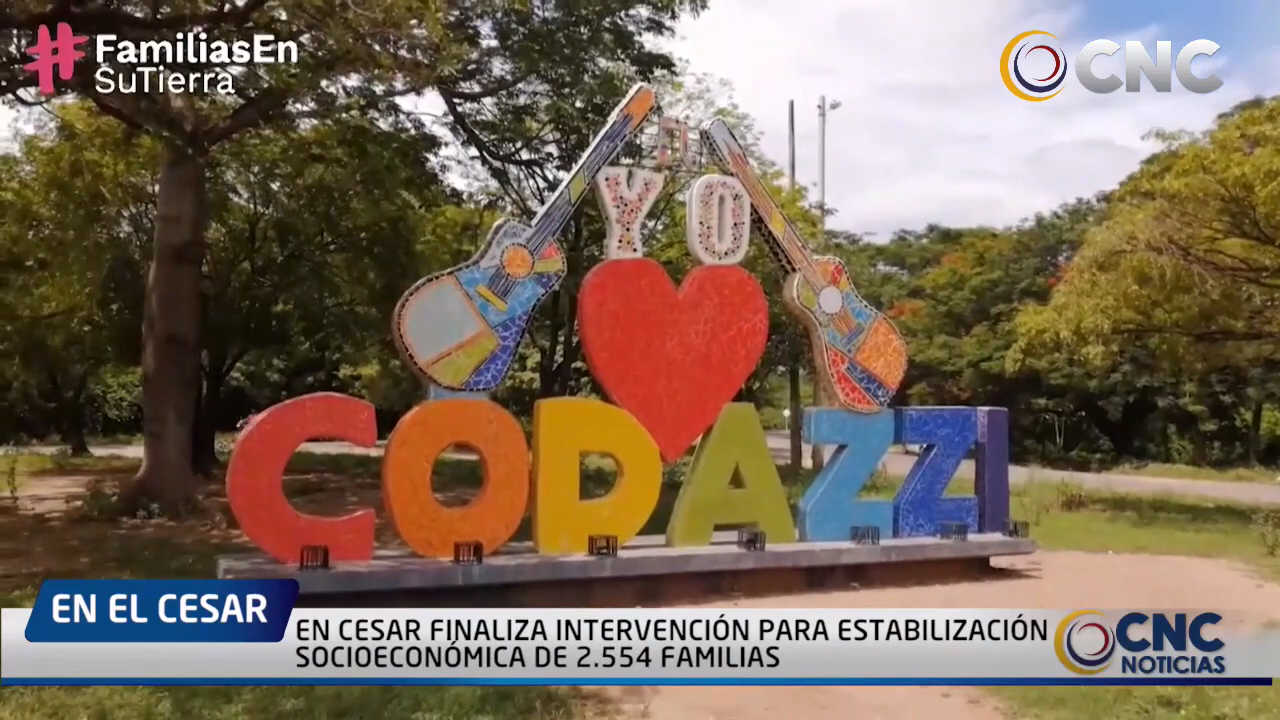 #FamiliasEn
SuTierra
CNC
YO
CODAZZI
EN EL CESAR
EN CESAR FINALIZA INTERVENCIÓN PARA ESTABILIZACIÓN
SOCIOECONÓMICA DE 2.554 FAMILIAS
CNC
NOTICIAS